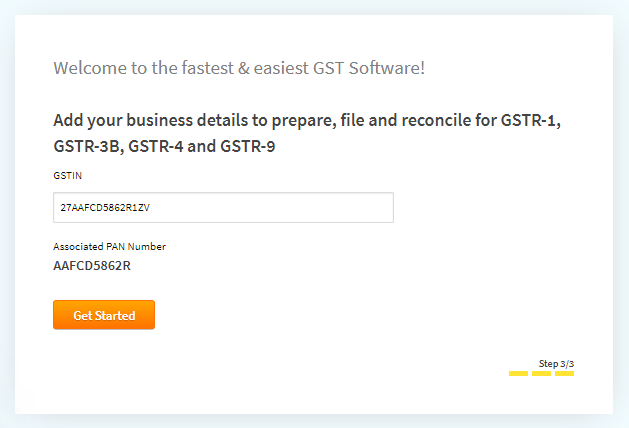 Welcome to the fastest & easiest GST Software!
Add your business details to prepare, file and reconcile for GSTR-1,
GSTR-3B, GSTR-4 and GSTR-9
GSTIN
27AAFCD5862R1ZV
Associated PAN Number
AAFCD5862R
Get Started
Step 3/3